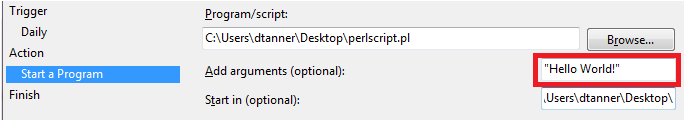 Trigger
Program/script:
Daily
C:\Users\dtanner\Desktop\perlscript.pl
Browse...
Action
Start a Program
Add arguments (optional):
"Hello World!"
Finish
Start in (optional):
\Users\dtanner\Desktop\